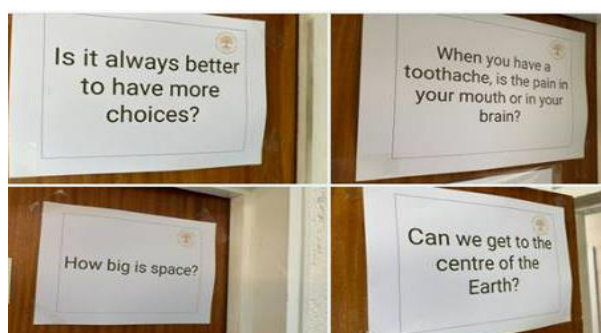 Is it always better
to have more
choices?
When you have a
toothache, is the pain in
your mouth or in your
brain?
How big is space?
Can we get to the
centre of the
Earth?